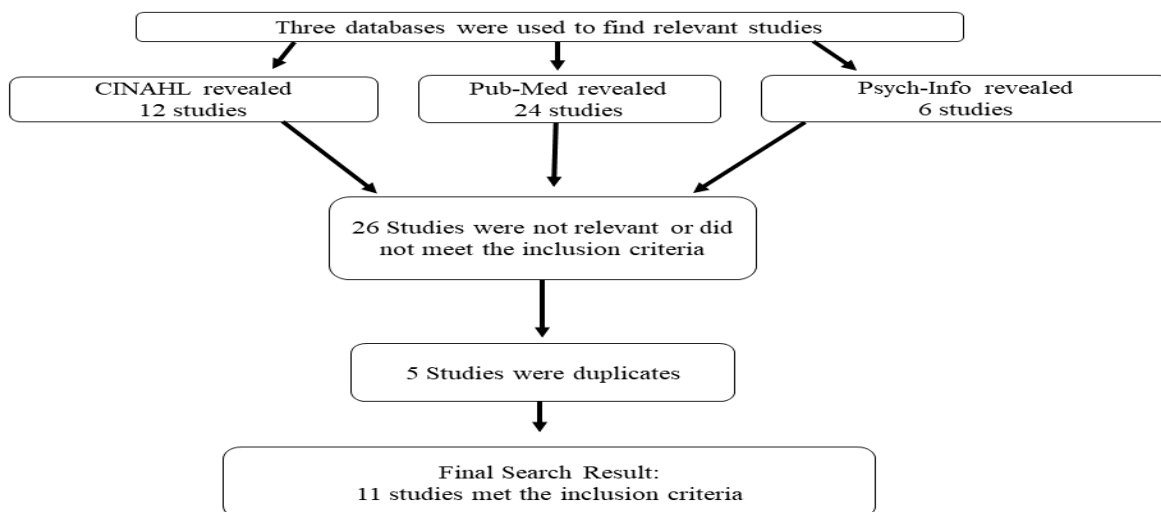 Three databases were used to find relevant studies
CINAHL revealed
12 studies
Pub-Med revealed
24 studies
Psych-Info revealed
6 studies
26 Studies were not relevant or did
not meet the inclusion criteria
5 Studies were duplicates
Final Search Result:
11 studies met the inclusion criteria